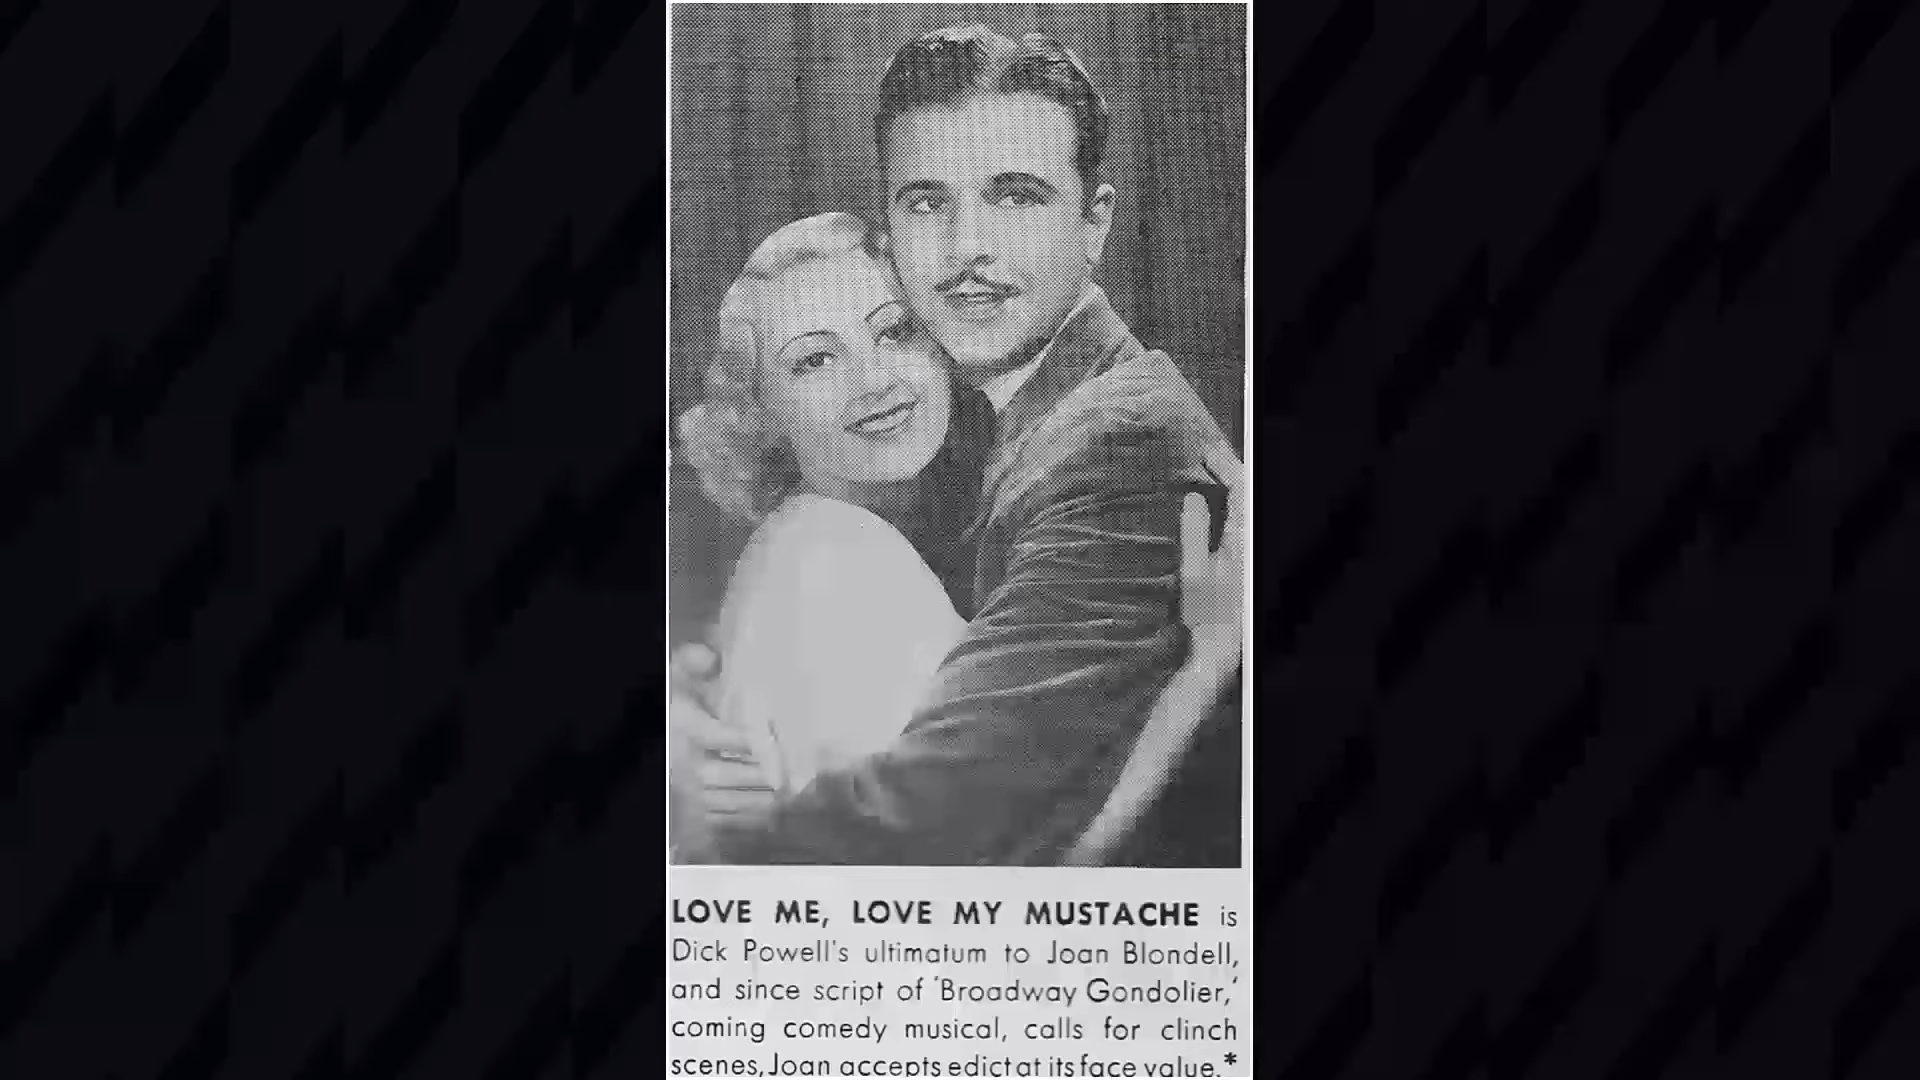 LOVE ME, LOVE MY MUSTACHE is
Dick Powell's ultimatum to Joan Blondell,
and since script of 'Broadway Gondolier,'
coming comedy musical, calls for clinch
scenes, Joan accepts edict at its face value.*